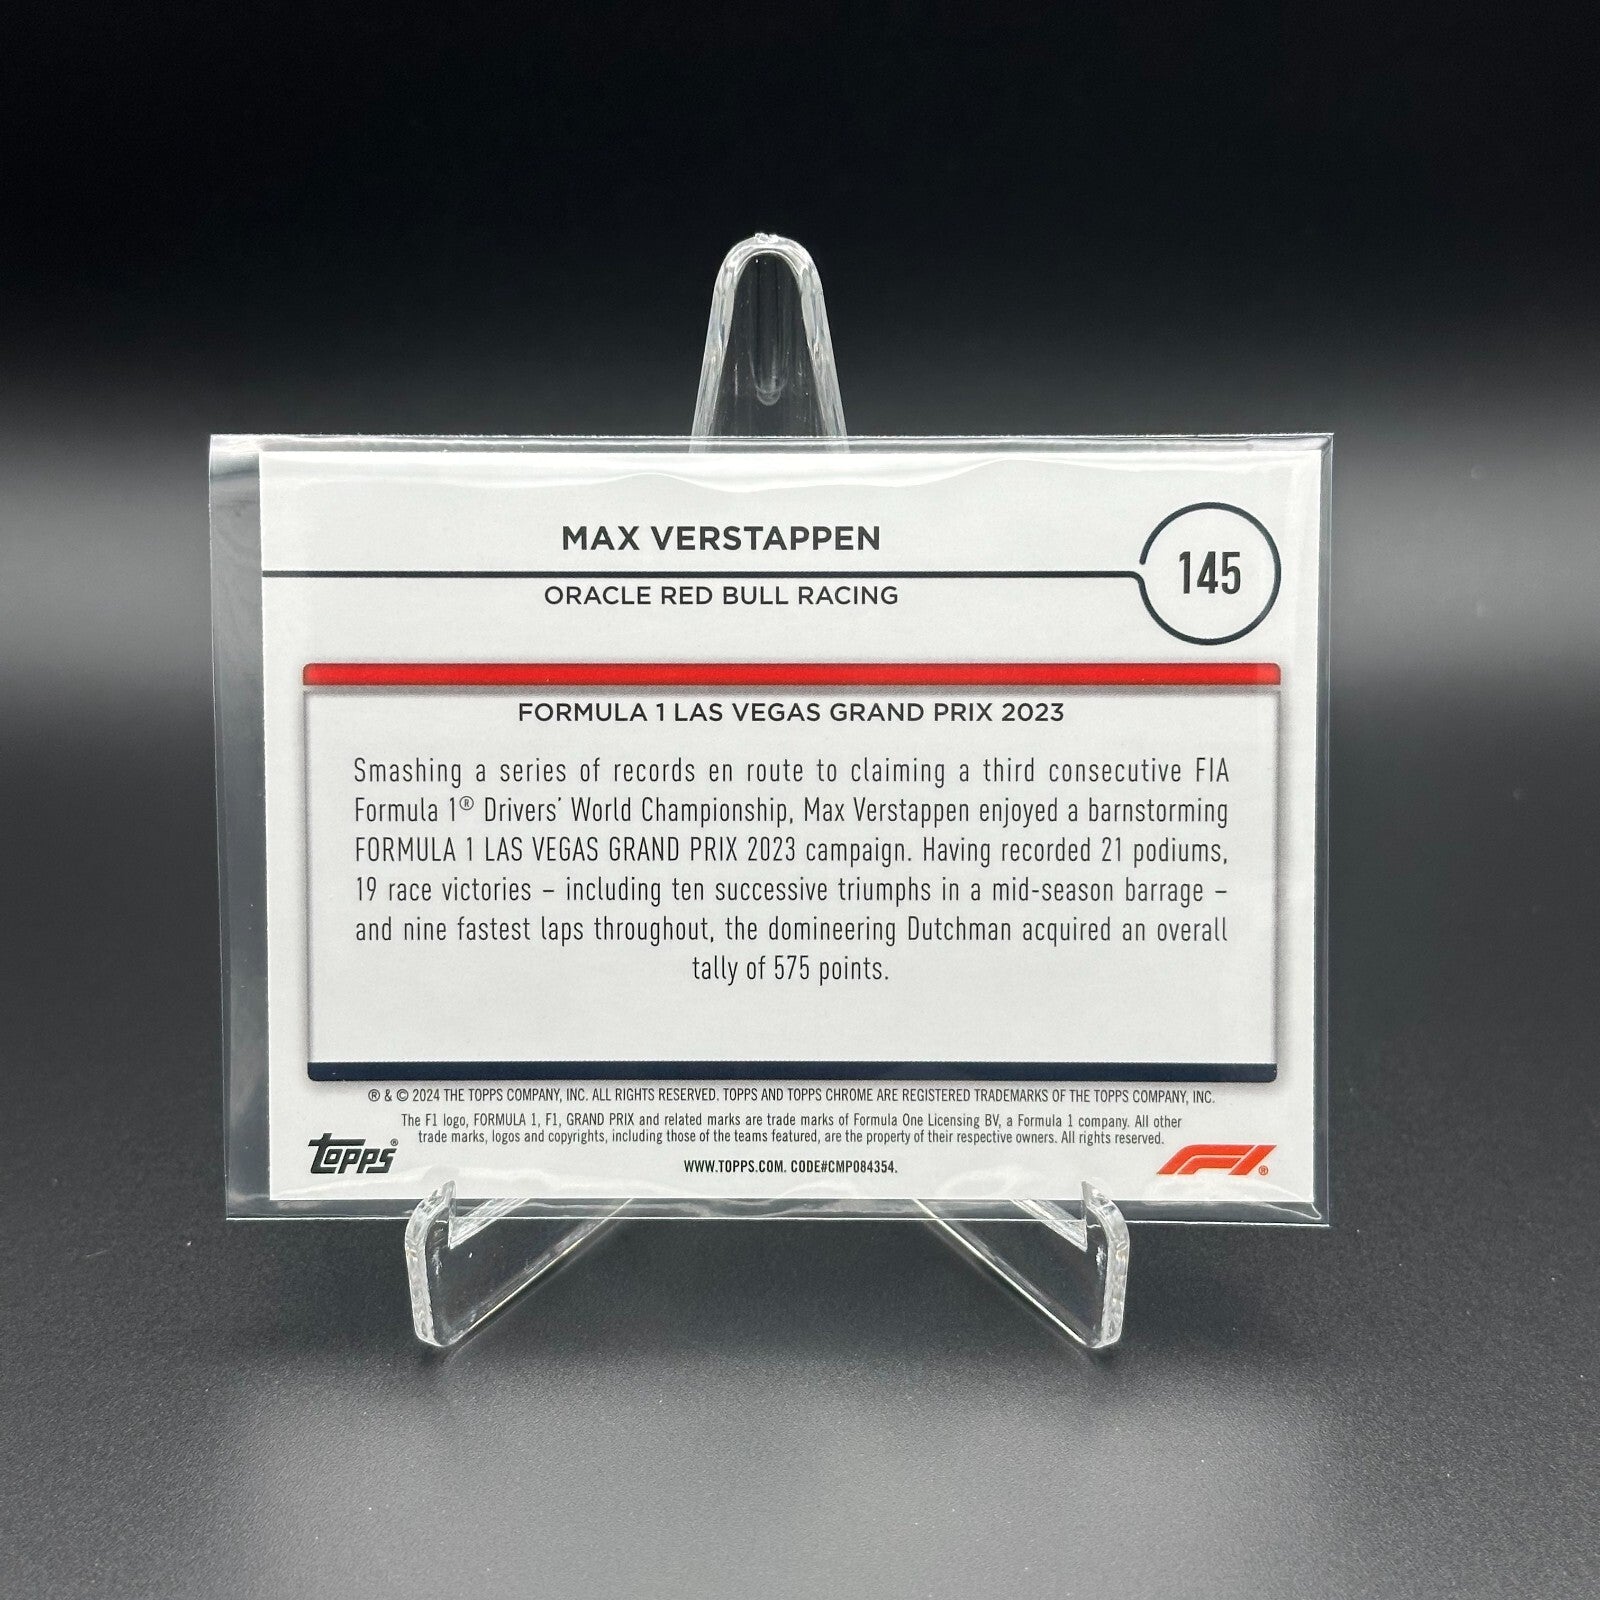 MAX VERSTAPPEN
145
ORACLE RED BULL RACING
FORMULA 1 LAS VEGAS GRAND PRIX 2023
Smashing a series of records en route to claiming a third consecutive FIA
Formula 1® Drivers' World Championship, Max Verstappen enjoyed a barnstorming
FORMULA 1 LAS VEGAS GRAND PRIX 2023 campaign. Having recorded 21 podiums,
19 race victories – including ten successive triumphs in a mid-season barrage –
and nine fastest laps throughout, the domineering Dutchman acquired an overall
tally of 575 points.
® & © 2024 THE TOPPS COMPANY, INC. ALL RIGHTS RESERVED. TOPPS AND TOPPS CHROME ARE REGISTERED TRADEMARKS OF THE TOPPS COMPANY, INC.
The F1 logo, FORMULA 1, F1, GRAND PRIX and related marks are trade marks of Formula One Licensing BV, a Formula 1 company. All other
trade marks, logos and copyrights, including those of the teams featured, are the property of their respective owners. All rights reserved.
WWW.TOPPS.COM. CODE#CMP084354.
Topps®
F1®